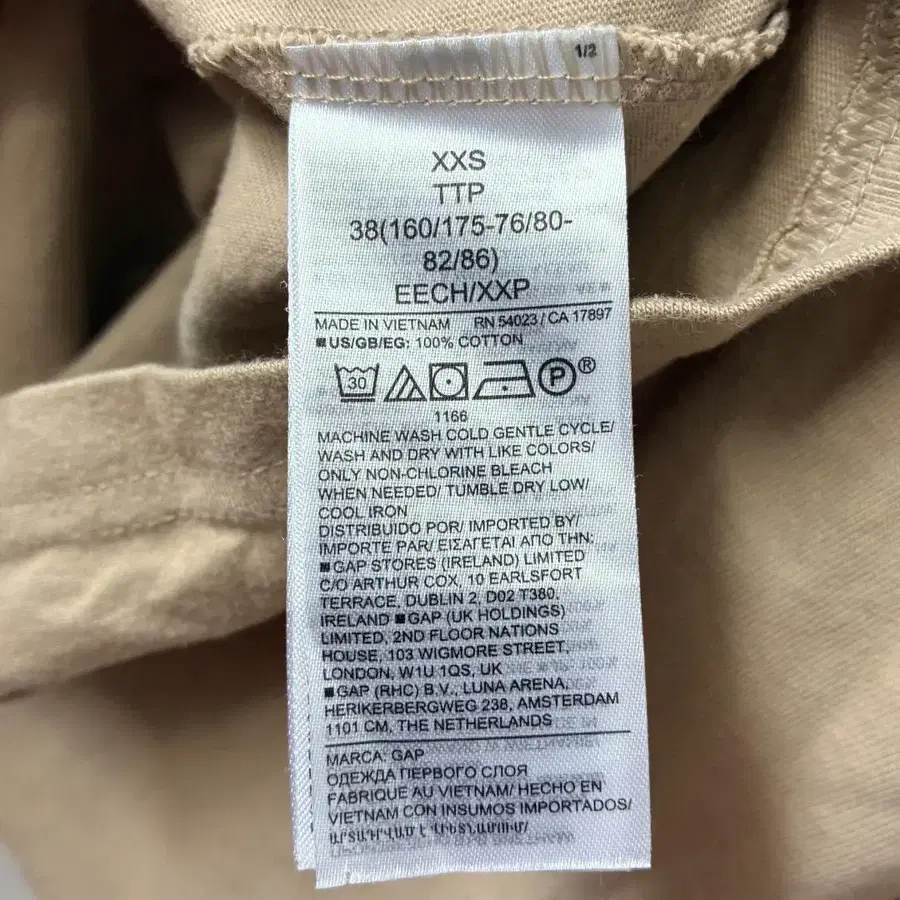 1/2
XXS
TTP
38(160/175-76/80-
82/86)
EECH/XXP
MADE IN VIETNAM RN 54023 / CA 17897
■US/GB/EG: 100% COTTON
30 P ®
1166
MACHINE WASH COLD GENTLE CYCLE/
WASH AND DRY WITH LIKE COLORS/
ONLY NON-CHLORINE BLEACH
WHEN NEEDED/ TUMBLE DRY LOW/
COOL IRON
DISTRIBUIDO POR/ IMPORTED BY/
IMPORTE PAR/ ΕΙΣΑΓΕΤΑΙ ΑΠΟ ΤΗΝ:
■GAP STORES (IRELAND) LIMITED
C/O ARTHUR COX, 10 EARLSFORT
TERRACE, DUBLIN 2, D02 T380,
IRELAND ■GAP (UK HOLDINGS)
LIMITED, 2ND FLOOR NATIONS
HOUSE, 103 WIGMORE STREET,
LONDON, W1U 1QS, UK
■GAP (RHC) B.V., LUNA ARENA,
HERIKERBERGWEG 238, AMSTERDAM
1101 CM, THE NETHERLANDS
MARCA: GAP
ОДЕЖДА ПЕРВОГО СЛОЯ
FABRIQUE AU VIETNAM/ HECHO EN
VIETNAM CON INSUMOS IMPORTADOS/
ԱՐՏԱԴՐՎԱԾ Է ՎԻԵՏՆԱՄՈՒՄ/